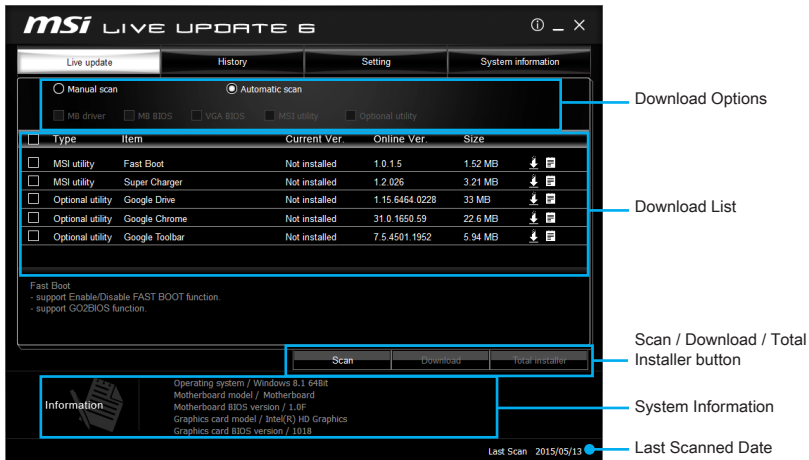 msi LIVE UPDATE 6
Live update History Setting System information
Manual scan Automatic scan
MB driver MB BIOS VGA BIOS MSI utility Optional utility
Download Options
Type Item Current Ver. Online Ver. Size
MSI utility Fast Boot Not installed 1.0.1.5 1.52 MB
MSI utility Super Charger Not installed 1.2.026 3.21 MB
Optional utility Google Drive Not installed 1.15.6464.0228 33 MB
Download List
Optional utility Google Chrome Not installed 31.0.1650.59 22.6 MB
Optional utility Google Toolbar Not installed 7.5.4501.1952 5.94 MB
Fast Boot
- support Enable/Disable FAST BOOT function.
- support GO2BIOS function.
Scan Download Total installer
Scan / Download / Total
Installer button
Information
Operating system / Windows 8.1 64Bit
Motherboard model / Motherboard
Motherboard BIOS version / 1.0F
Graphics card model / Intel(R) HD Graphics
Graphics card BIOS version / 1018
System Information
Last Scan 2015/05/13
Last Scanned Date